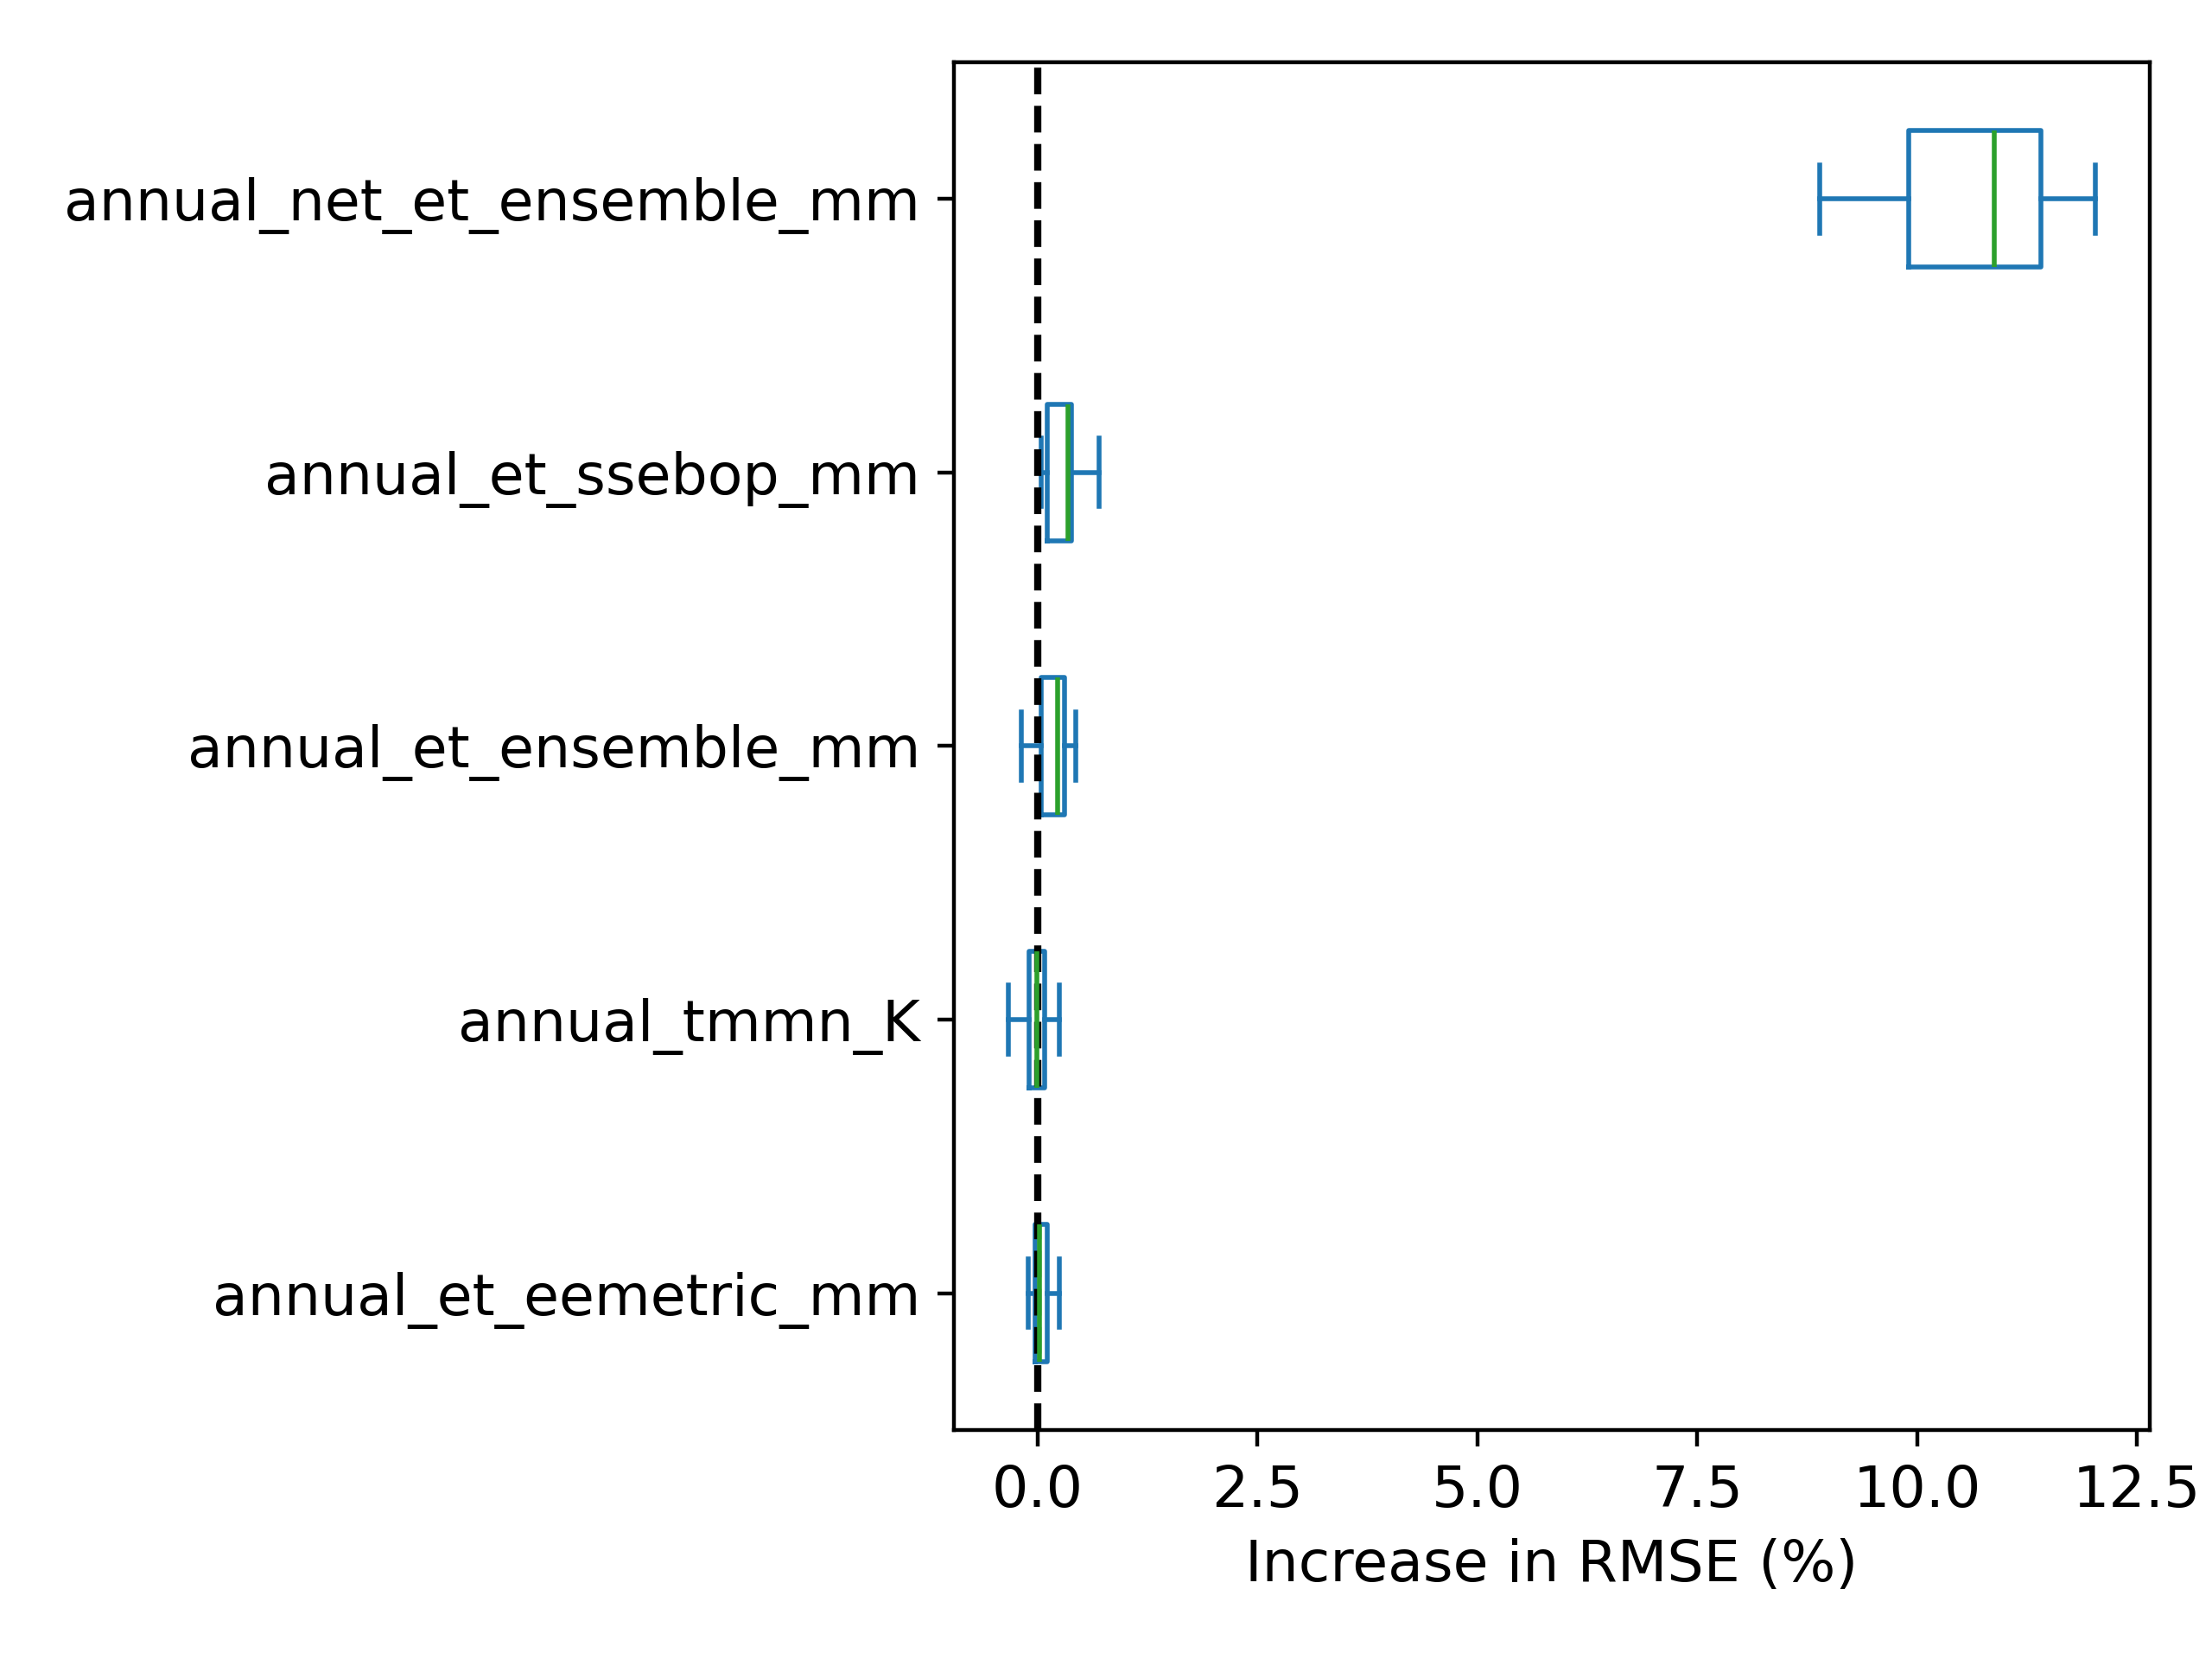 annual_net_et_ensemble_mm
annual_et_ssebop_mm
annual_et_ensemble_mm
annual_tmmn_K
annual_et_eemetric_mm
0.0 2.5 5.0 7.5 10.0 12.5
Increase in RMSE (%)